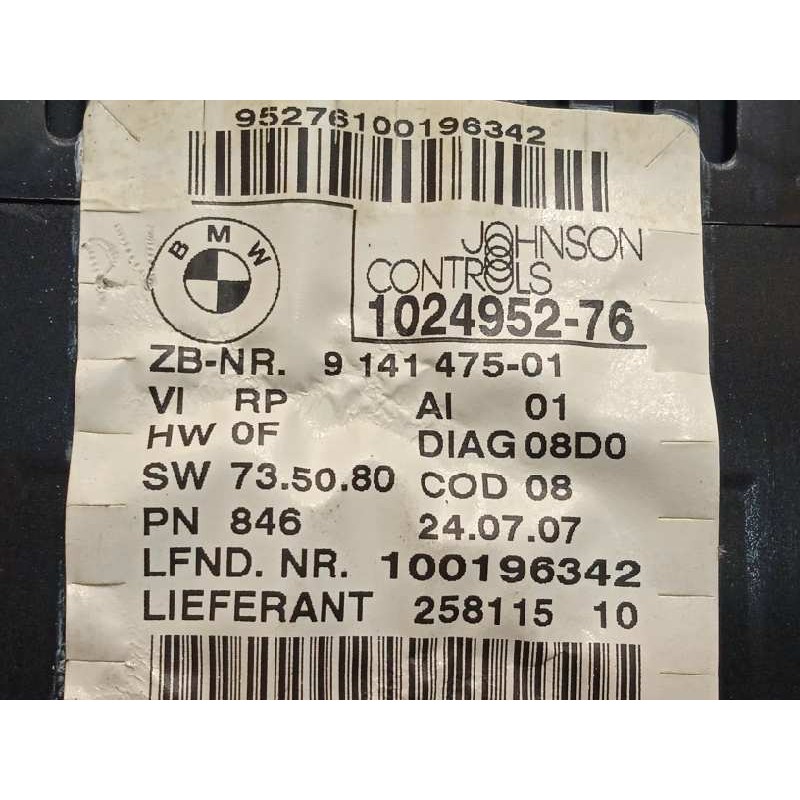 95276100196342
BMW
JOHNSON
CONTROLS
1024952-76
ZB-NR. 9 141 475-01
VI RP AI 01
HW 0F DIAG 08D0
SW 73.50.80 COD 08
PN 846 24.07.07
LFND. NR. 100196342
LIEFERANT 258115 10